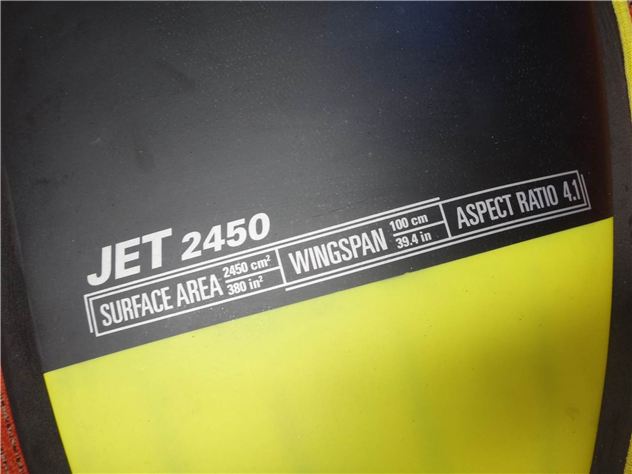 JET 2450
SURFACE AREA 2450 cm² 380 in² WINGSPAN 100 cm 39.4 in ASPECT RATIO 4.1